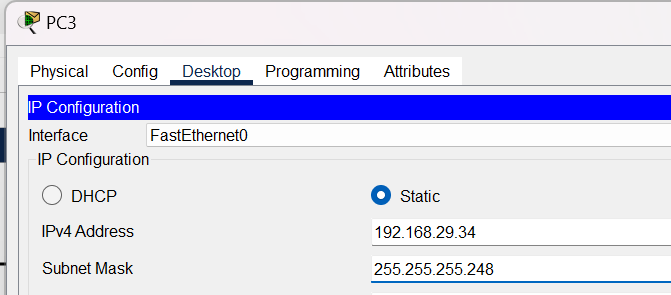 PC3
Physical Config Desktop Programming Attributes
IP Configuration
Interface FastEthernet0
IP Configuration
DHCP Static
IPv4 Address 192.168.29.34
Subnet Mask 255.255.255.248